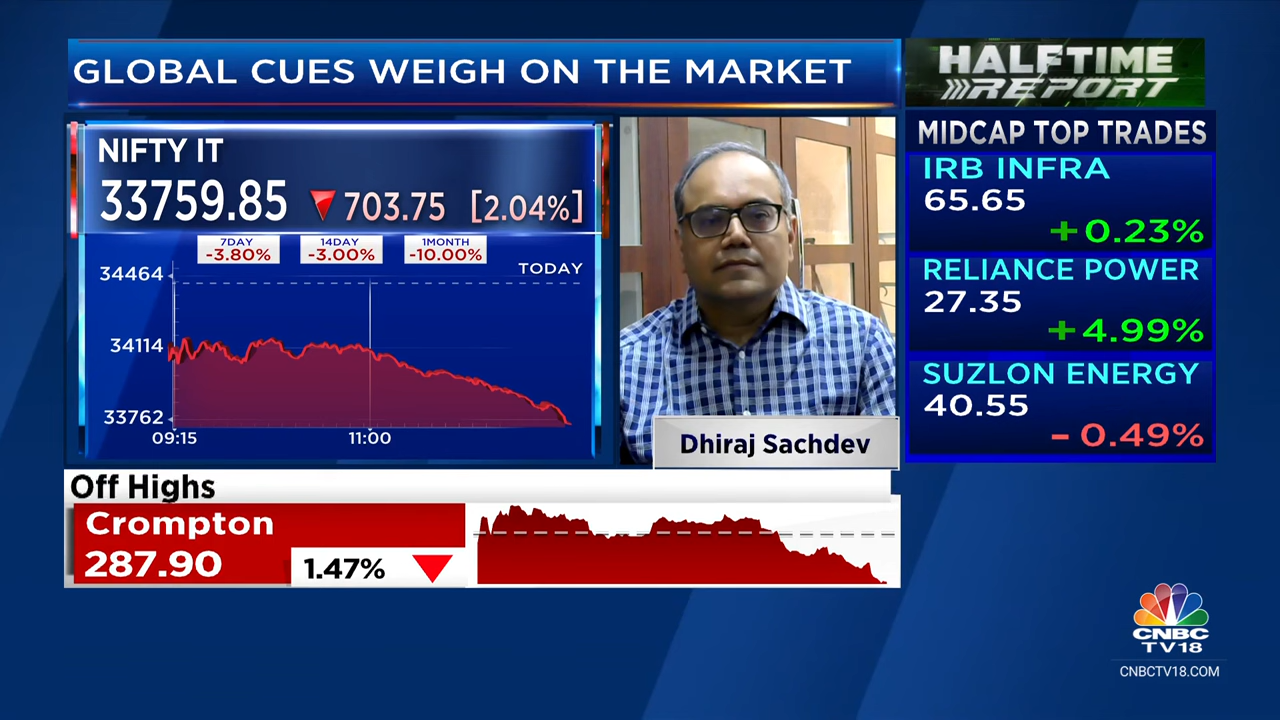 GLOBAL CUES WEIGH ON THE MARKET
HALFTIME
REPORT
NIFTY IT
33759.85 ▼ 703.75 [2.04%]
7DAY
-3.80%
14DAY
-3.00%
1MONTH
-10.00%
TODAY
34464
34114
33762
09:15 11:00
Dhiraj Sachdev
MIDCAP TOP TRADES
IRB INFRA
65.65
+0.23%
RELIANCE POWER
27.35
+4.99%
SUZLON ENERGY
40.55
- 0.49%
Off Highs
Crompton
287.90
1.47% ▼
CNBC
TV18
CNBCTV18.COM